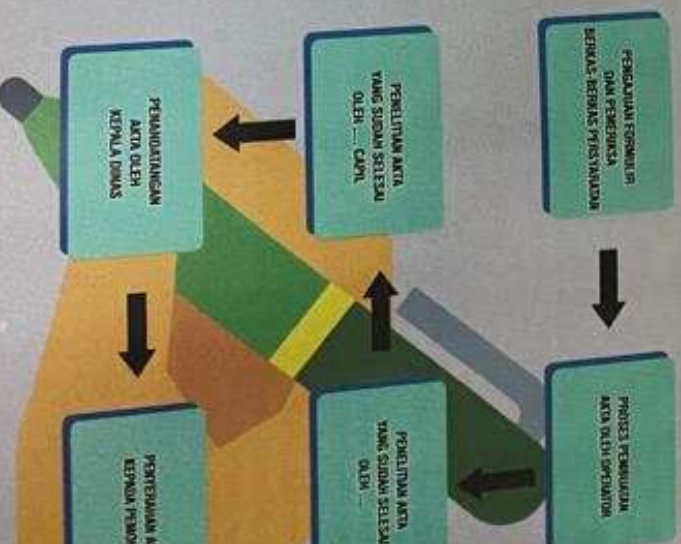 PENGAJUAN FORMULIR
DAN PEMERIKSA
BERKAS-BERKAS PERSYARATAN
PROSES PEMBUATAN
AKTA OLEH OPERATOR
PENELITIAN AKTA
YANG SUDAH SELESAI
OLEH ....
PENELITIAN AKTA
YANG SUDAH SELESAI
OLEH .... CAPIL
PENANDATANGAN
AKTA OLEH
KEPALA DINAS
PENYERAHAN A
KEPADA PEMO